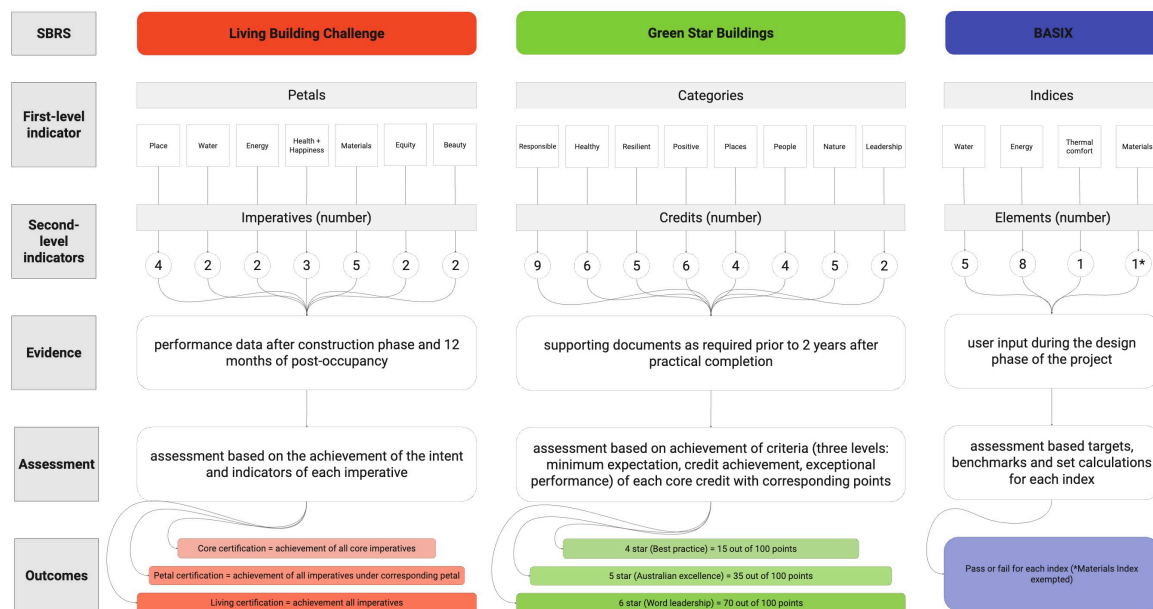 SBRS
Living Building Challenge
Green Star Buildings
BASIX
First-level
indicator
Petals
Categories
Indices
Place
Water
Energy
Health +
Happiness
Materials
Equity
Beauty
Responsible
Healthy
Resilient
Positive
Places
People
Nature
Leadership
Water
Energy
Thermal
comfort
Materials
Second-
level
indicators
Imperatives (number)
Credits (number)
Elements (number)
4
2
2
3
5
2
2
9
6
5
6
4
4
5
2
5
8
1
1*
Evidence
performance data after construction phase and 12
months of post-occupancy
supporting documents as required prior to 2 years after
practical completion
user input during the design
phase of the project
Assessment
assessment based on the achievement of the intent
and indicators of each imperative
assessment based on achievement of criteria (three levels:
minimum expectation, credit achievement, exceptional
performance) of each core credit with corresponding points
assessment based targets,
benchmarks and set calculations
for each index
Outcomes
Core certification = achievement of all core imperatives
Petal certification = achievement of all imperatives under corresponding petal
Living certification = achievement all imperatives
4 star (Best practice) = 15 out of 100 points
5 star (Australian excellence) = 35 out of 100 points
6 star (Word leadership) = 70 out of 100 points
Pass or fail for each index (*Materials Index
exempted)